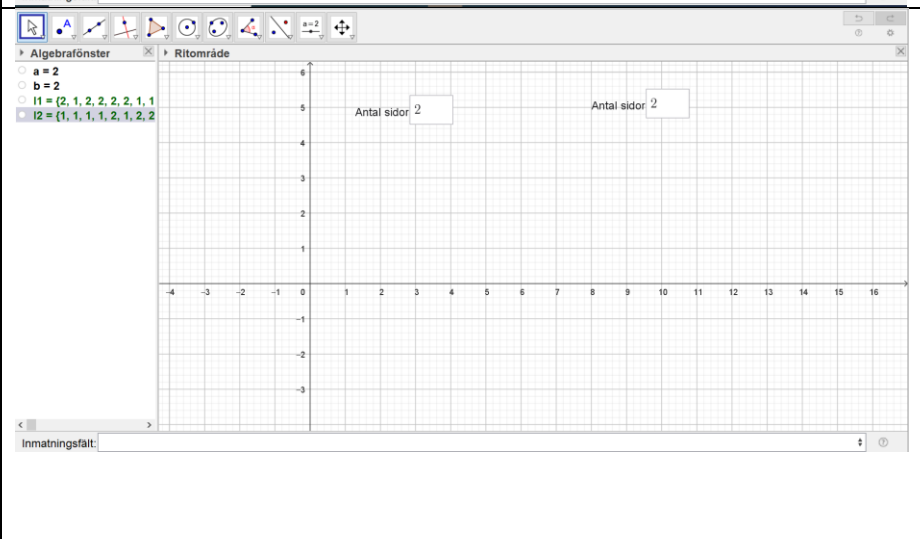 a=2
Algebrafönster
Ritområde
a = 2
b = 2
l1 = {2, 1, 2, 2, 2, 2, 1, 1
l2 = {1, 1, 1, 1, 2, 1, 2, 2
Antal sidor 2
Antal sidor 2
6
5
4
3
2
1
-4 -3 -2 -1 0 1 2 3 4 5 6 7 8 9 10 11 12 13 14 15 16
-1
-2
-3
Inmatningsfält: